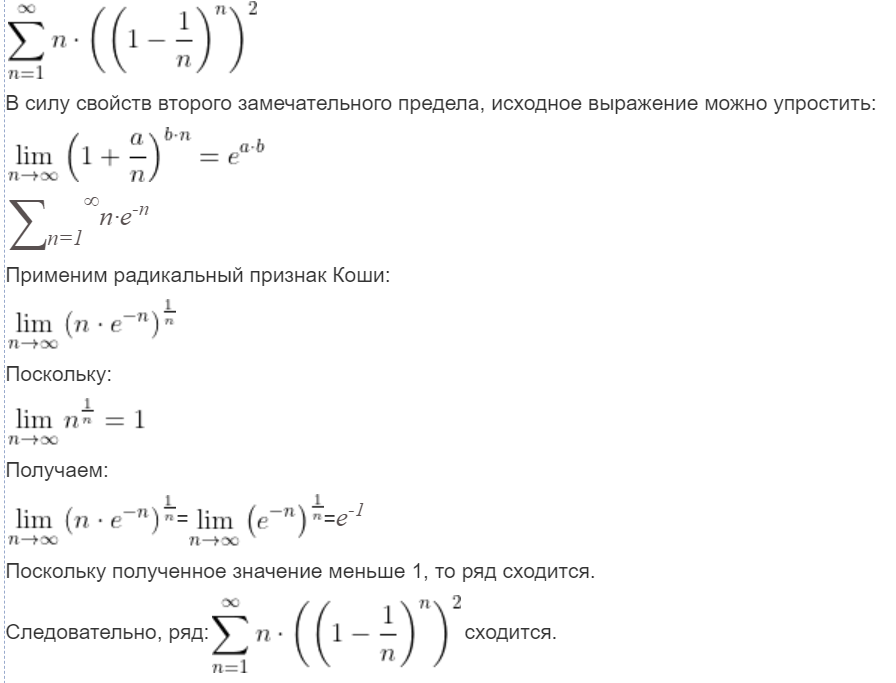 ∑_{n=1}^{∞} n · ((1 − 1/n)^n)^2
В силу свойств второго замечательного предела, исходное выражение можно упростить:
lim_{n→∞} (1 + a/n)^{b·n} = e^{a·b}
∑_{n=1}^{∞} n·e^{-n}
Применим радикальный признак Коши:
lim_{n→∞} (n · e^{−n})^{1/n}
Поскольку:
lim_{n→∞} n^{1/n} = 1
Получаем:
lim_{n→∞} (n · e^{−n})^{1/n}= lim_{n→∞} (e^{−n})^{1/n}=e^{-1}
Поскольку полученное значение меньше 1, то ряд сходится.
Следовательно, ряд: ∑_{n=1}^{∞} n · ((1 − 1/n)^n)^2 сходится.